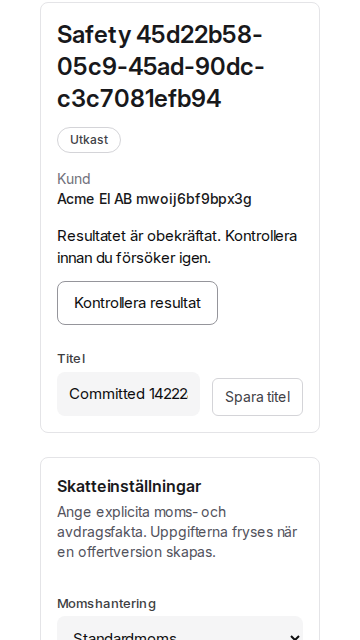 Safety 45d22b58-
05c9-45ad-90dc-
c3c7081efb94
Utkast
Kund
Acme El AB mwoij6bf9bpx3g
Resultatet är obekräftat. Kontrollera
innan du försöker igen.
Kontrollera resultat
Titel
Committed 14222
Spara titel
Skatteinställningar
Ange explicita moms- och
avdragsfakta. Uppgifterna fryses när
en offertversion skapas.
Momshantering
Standardmoms